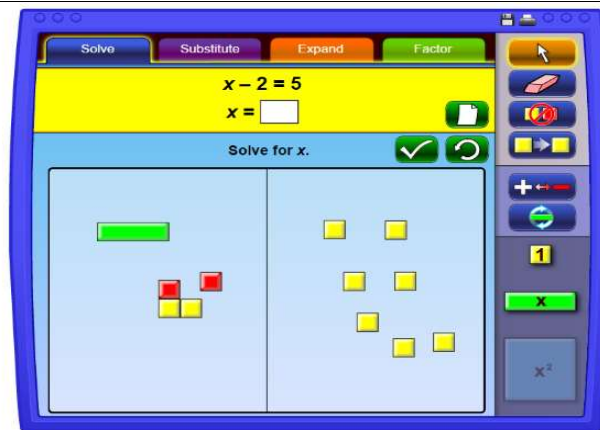 Solve Substitute Expand Factor
x – 2 = 5
x =
Solve for x.
1
x
x²